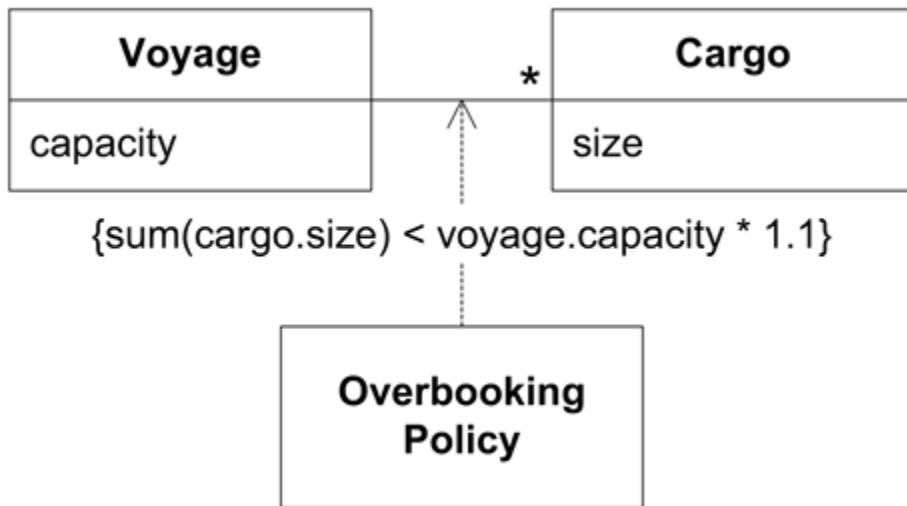 Voyage
* Cargo
capacity
size
{sum(cargo.size) < voyage.capacity * 1.1}
Overbooking
Policy